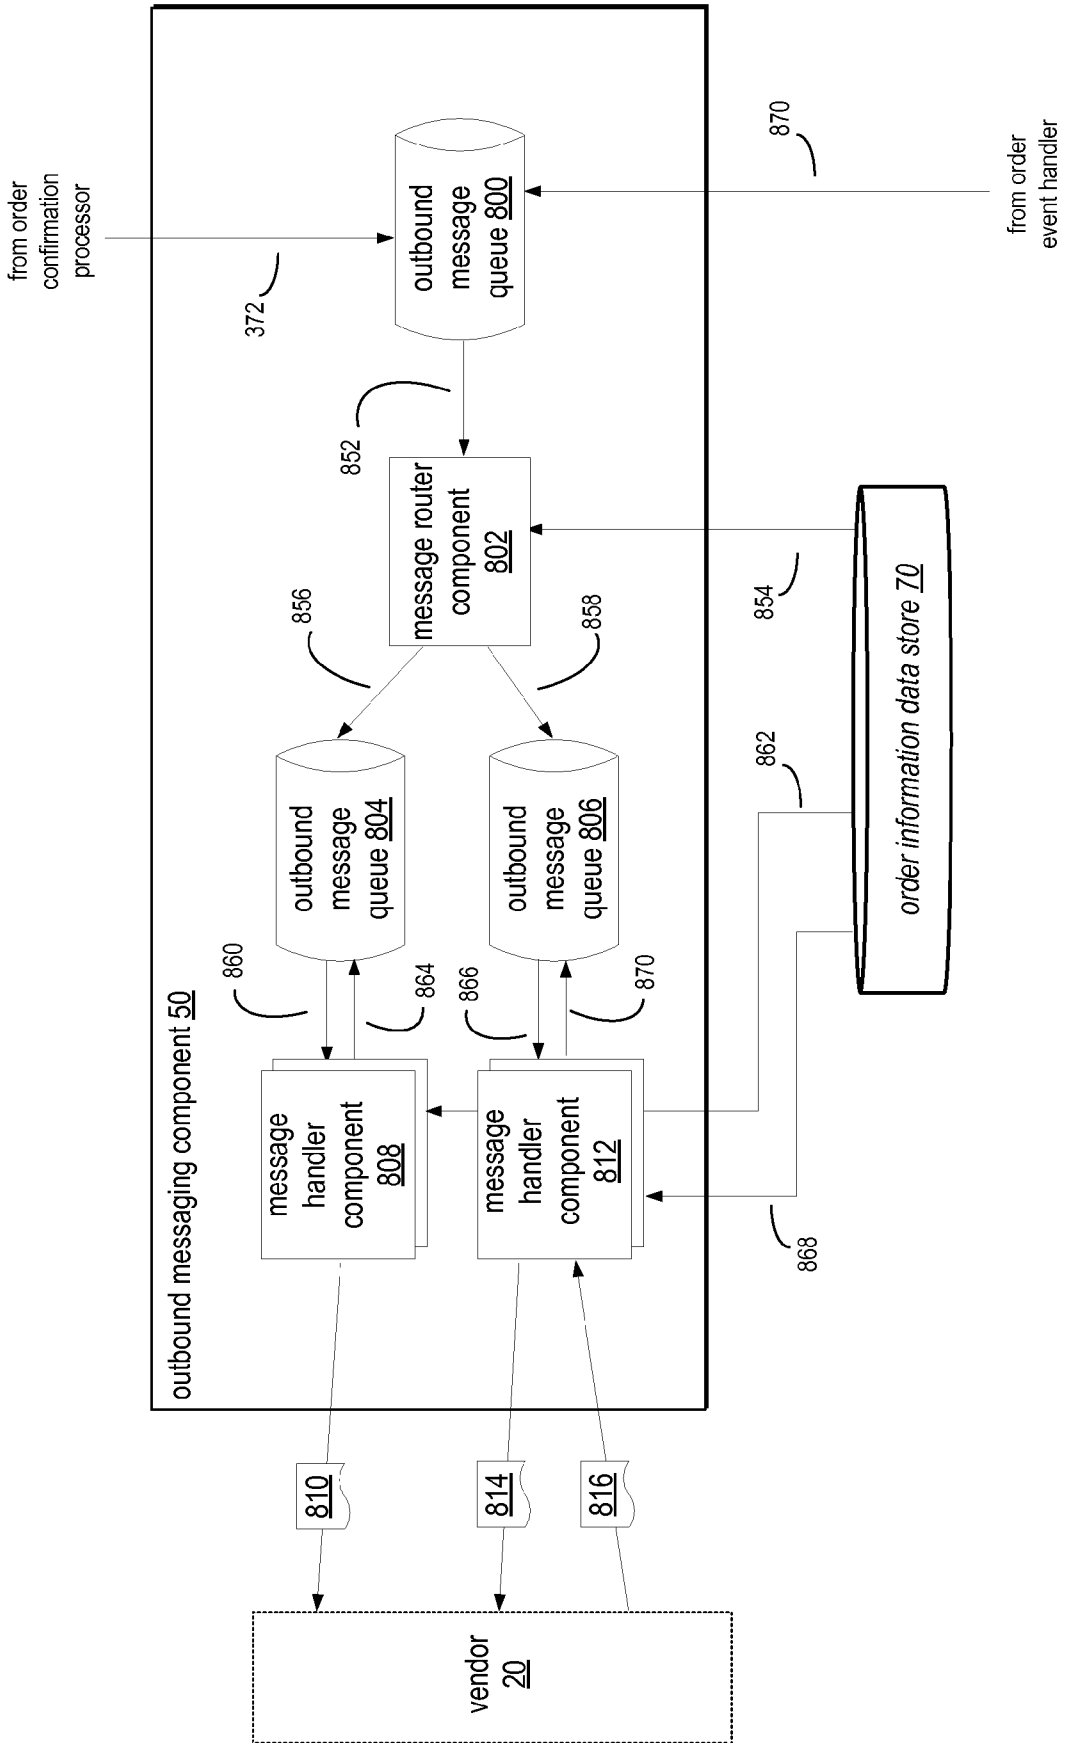 outbound messaging component 50
vendor
20
810
814
816
message
handler
component
808
message
handler
component
812
860
864
866
870
868
outbound
message
queue 804
outbound
message
queue 806
862
order information data store 70
856
858
message router
component
802
854
852
outbound
message
queue 800
372
from order
confirmation
processor
870
from order
event handler